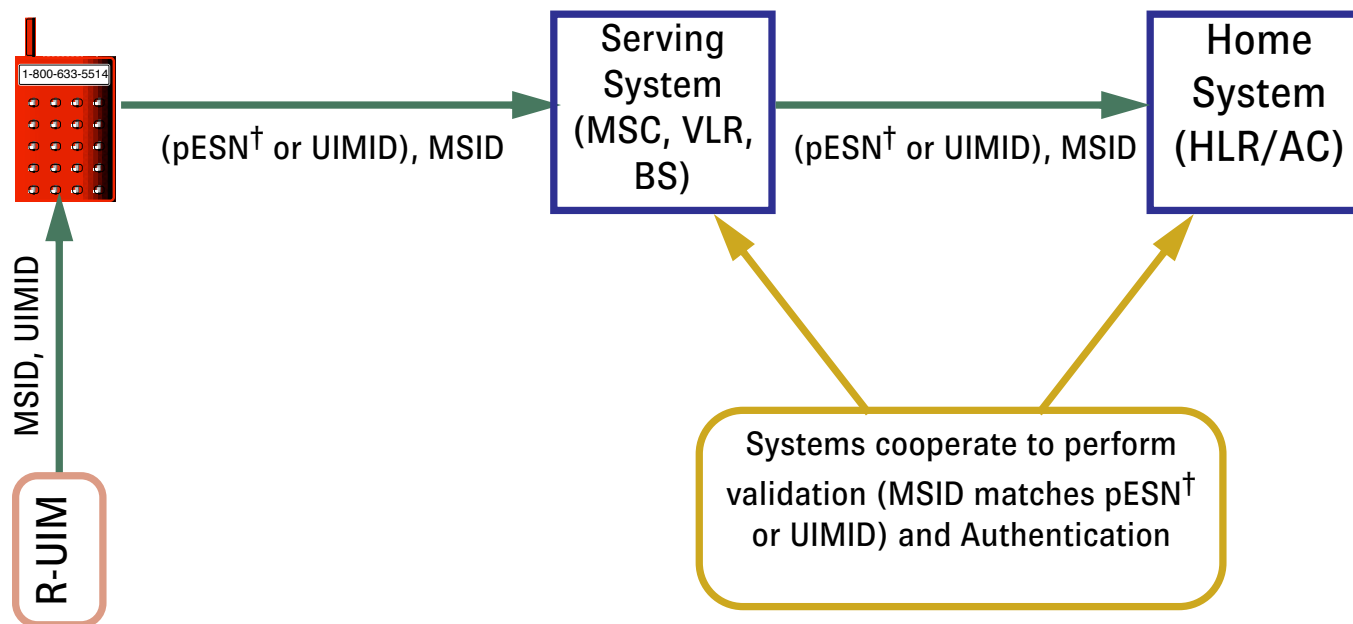 1-800-633-5514
(pESN† or UIMID), MSID
Serving
System
(MSC, VLR,
BS)
(pESN† or UIMID), MSID
Home
System
(HLR/AC)
MSID, UIMID
R-UIM
Systems cooperate to perform
validation (MSID matches pESN†
or UIMID) and Authentication